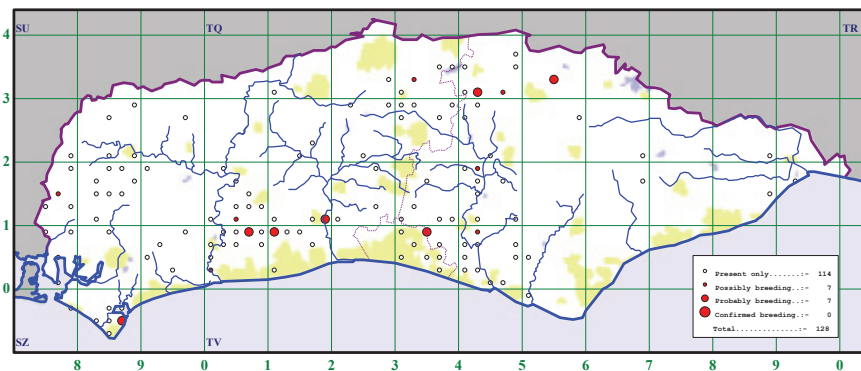 SU TQ TR
4
3
2
1
0
Present only......:- 114
Possibly breeding..:- 7
Probably breeding..:- 7
Confirmed breeding.:- 0
Total..............:- 128
SZ TV
8 9 0 1 2 3 4 5 6 7 8 9 0